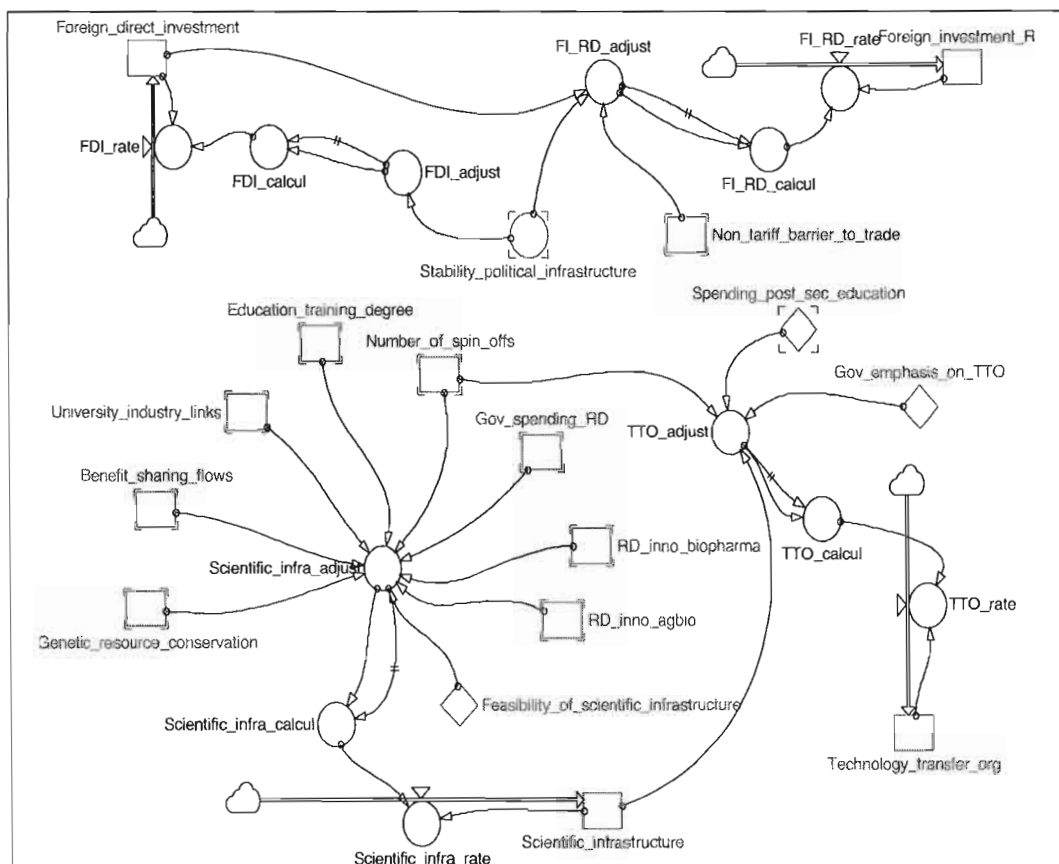 Foreign_direct_investment
FI_RD_adjust
FI_RD_rate
Foreign_investment_R
FDI_rate
FDI_calcul
FDI_adjust
FI_RD_calcul
Non_tariff_barrier_to_trade
Stability_political_infrastructure
Spending_post_sec_education
Education_training_degree
Number_of_spin_offs
Gov_emphasis_on_TTO
University_industry_links
Gov_spending_RD
TTO_adjust
Benefit_sharing_flows
RD_inno_biopharma
TTO_calcul
Scientific_infra_adjust
TTO_rate
RD_inno_agbio
Genetic_resource_conservation
Feasibility_of_scientific_infrastructure
Scientific_infra_calcul
Technology_transfer_org
Scientific_infrastructure
Scientific_infra_rate